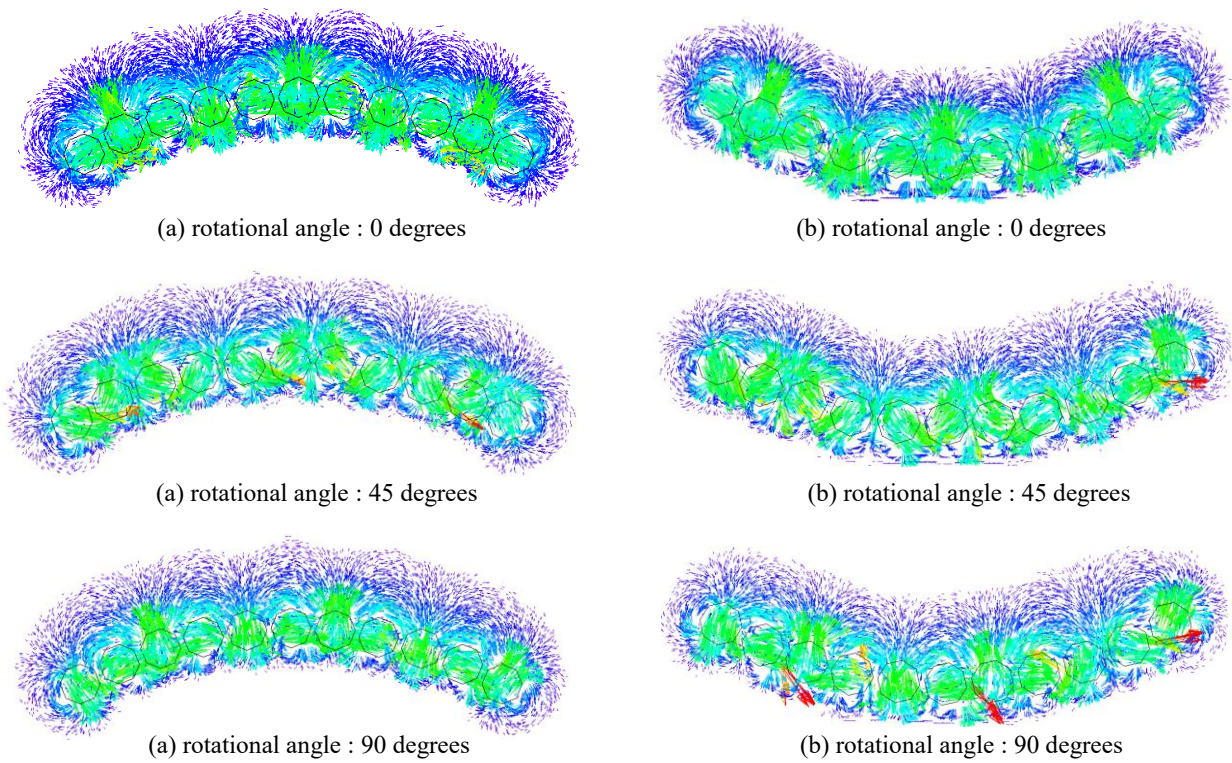 (a) rotational angle : 0 degrees
(b) rotational angle : 0 degrees
(a) rotational angle : 45 degrees
(b) rotational angle : 45 degrees
(a) rotational angle : 90 degrees
(b) rotational angle : 90 degrees